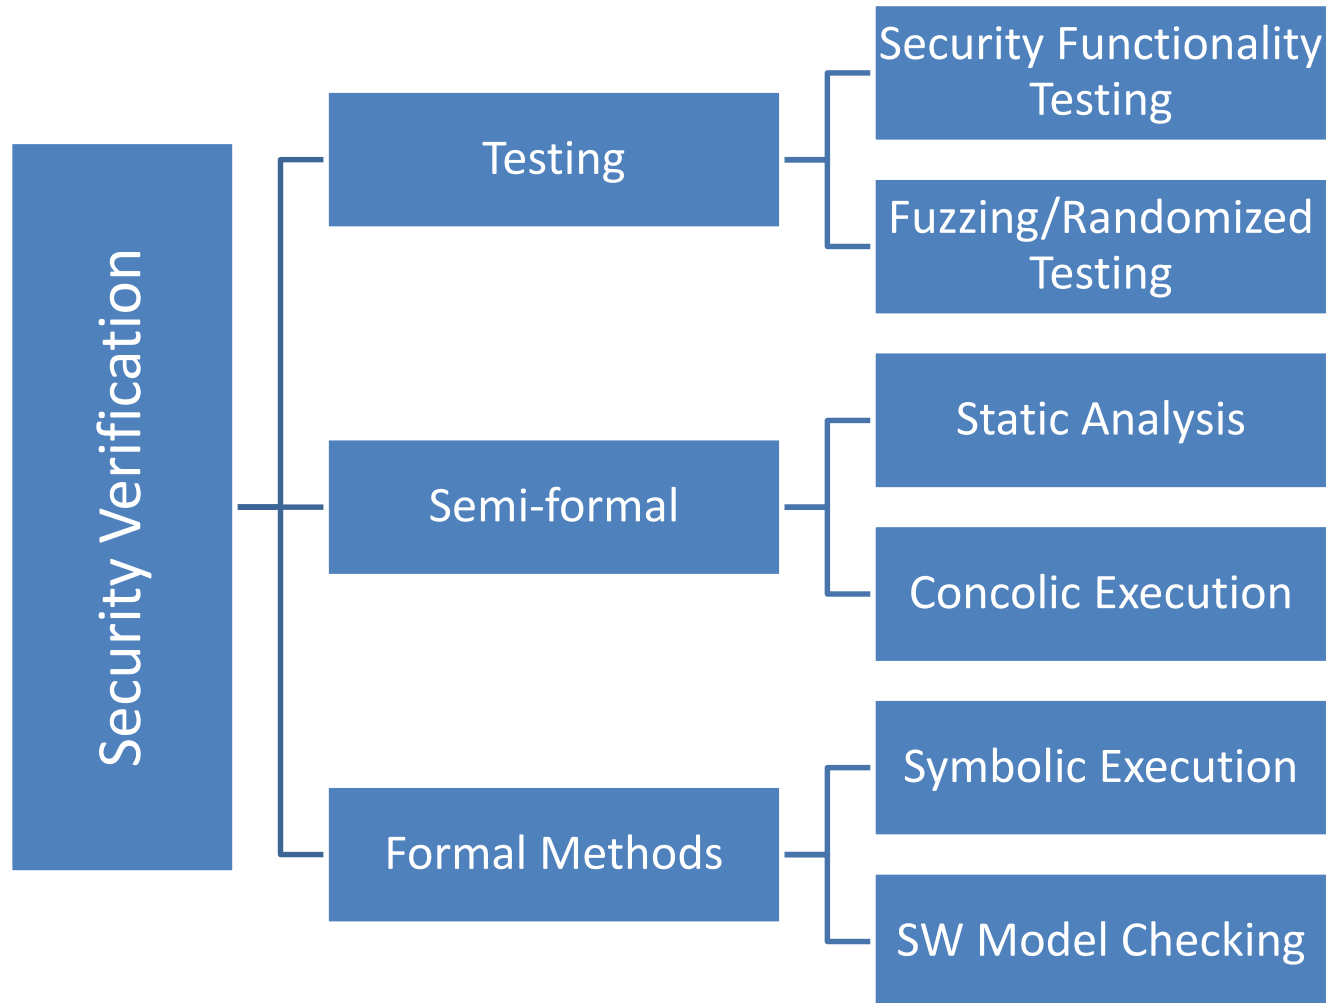 Security Verification
Testing
Security Functionality
Testing
Fuzzing/Randomized
Testing
Semi-formal
Static Analysis
Concolic Execution
Formal Methods
Symbolic Execution
SW Model Checking